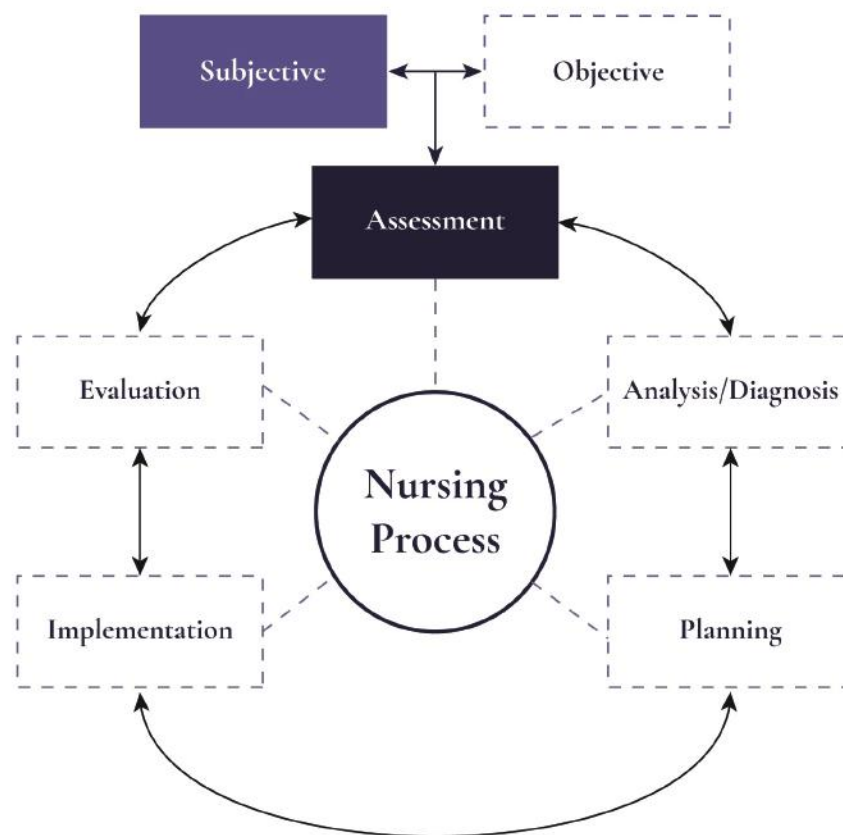 Subjective
Objective
Assessment
Evaluation
Analysis/Diagnosis
Nursing
Process
Implementation
Planning